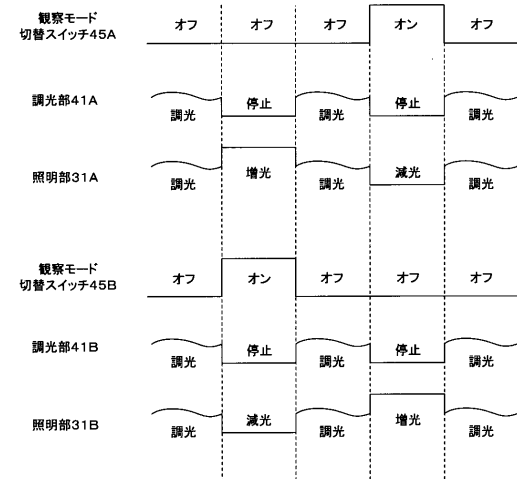 観察モード
切替スイッチ45A
オフ オフ オフ オン オフ
調光部41A
調光 停止 調光 停止 調光
照明部31A
調光 増光 調光 減光 調光
観察モード
切替スイッチ45B
オフ オン オフ オフ オフ
調光部41B
調光 停止 調光 停止 調光
照明部31B
調光 減光 調光 増光 調光